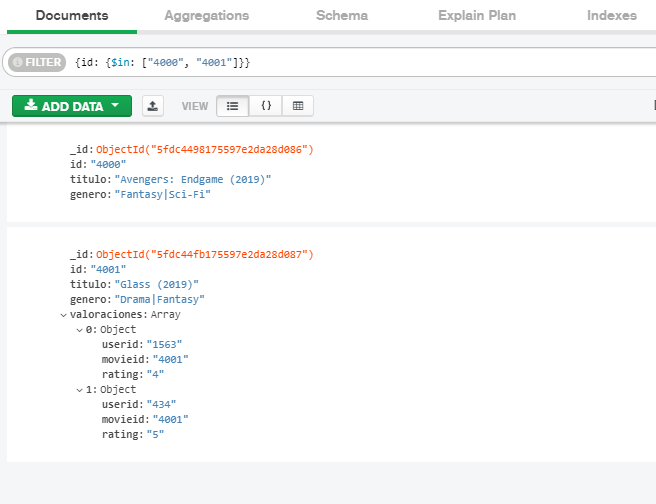 Documents Aggregations Schema Explain Plan Indexes
FILTER {id: {$in: ["4000", "4001"]}}
ADD DATA VIEW {}
_id: ObjectId("5fdc4498175597e2da28d086")
id: "4000"
titulo: "Avengers: Endgame (2019)"
genero: "Fantasy|Sci-Fi"
_id: ObjectId("5fdc44fb175597e2da28d087")
id: "4001"
titulo: "Glass (2019)"
genero: "Drama|Fantasy"
valoraciones: Array
0: Object
userid: "1563"
movieid: "4001"
rating: "4"
1: Object
userid: "434"
movieid: "4001"
rating: "5"